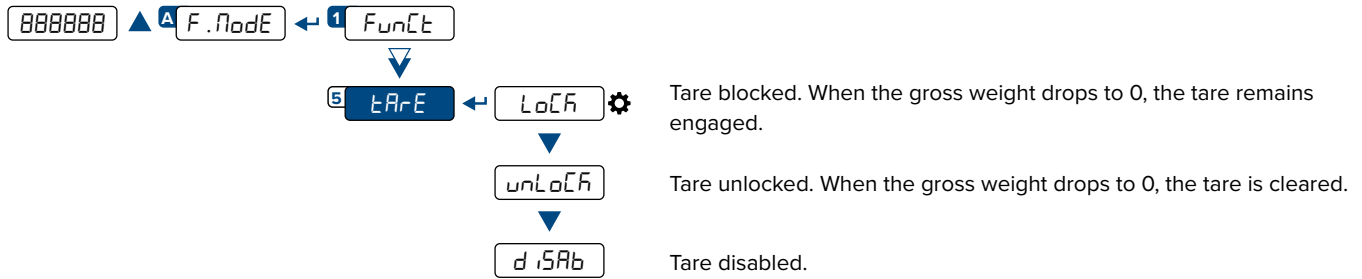 888888 A F.ModE 1 FunCt
5 tArE LoCK Tare blocked. When the gross weight drops to 0, the tare remains
engaged.
unLoCK Tare unlocked. When the gross weight drops to 0, the tare is cleared.
diSAb Tare disabled.